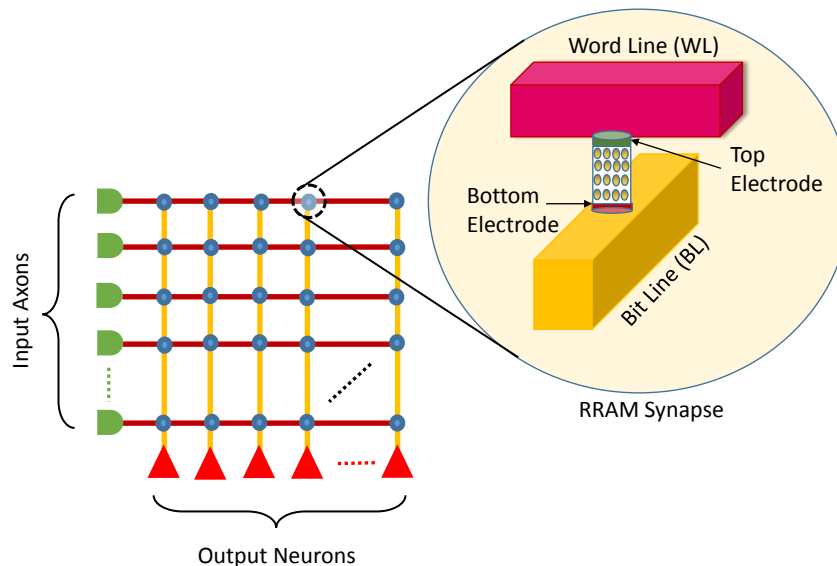 Word Line (WL)
Top
Electrode
Bottom
Electrode
Bit Line (BL)
Input Axons
RRAM Synapse
Output Neurons